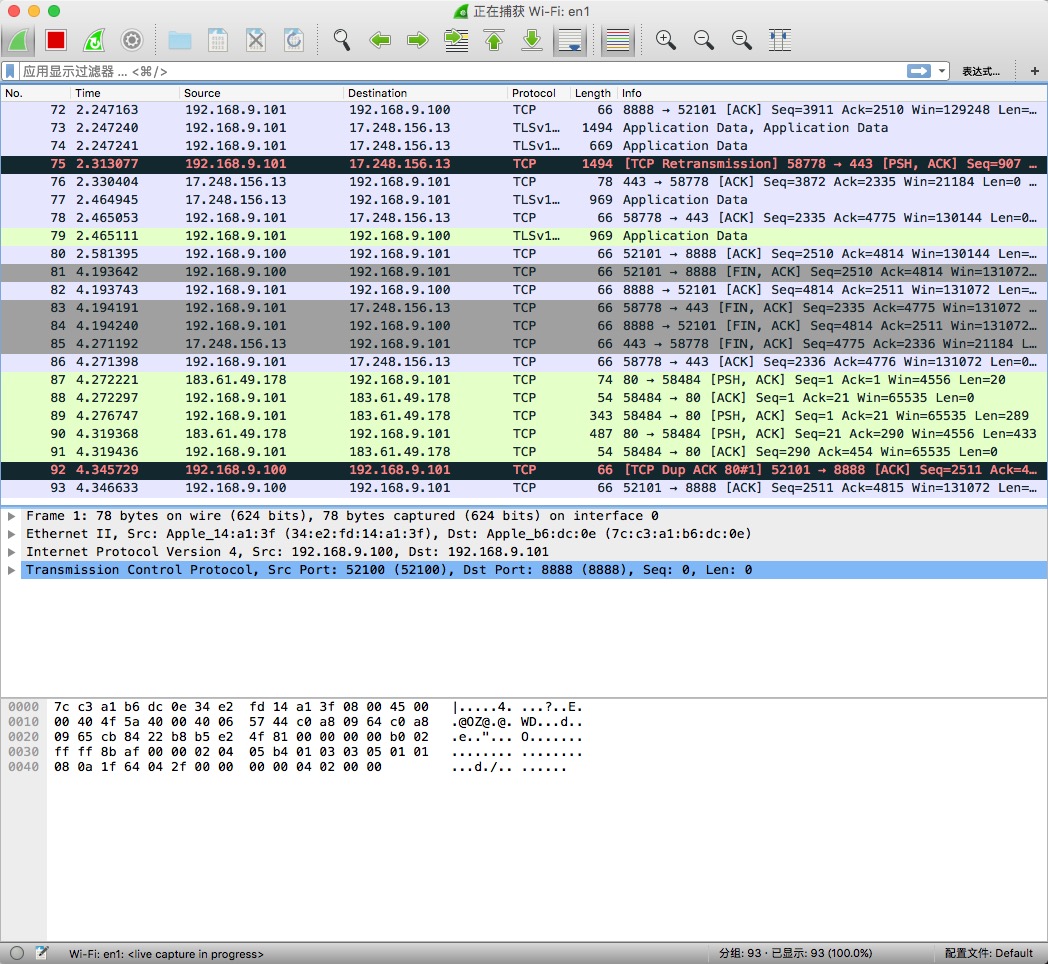 正在捕获 Wi-Fi: en1
应用显示过滤器 ... <⌘/> 表达式... +
No. Time Source Destination Protocol Length Info
72 2.247163 192.168.9.101 192.168.9.100 TCP 66 8888 → 52101 [ACK] Seq=3911 Ack=2510 Win=129248 Len=…
73 2.247240 192.168.9.101 17.248.156.13 TLSv1… 1494 Application Data, Application Data
74 2.247241 192.168.9.101 17.248.156.13 TLSv1… 669 Application Data
75 2.313077 192.168.9.101 17.248.156.13 TCP 1494 [TCP Retransmission] 58778 → 443 [PSH, ACK] Seq=907 …
76 2.330404 17.248.156.13 192.168.9.101 TCP 78 443 → 58778 [ACK] Seq=3872 Ack=2335 Win=21184 Len=0 …
77 2.464945 17.248.156.13 192.168.9.101 TLSv1… 969 Application Data
78 2.465053 192.168.9.101 17.248.156.13 TCP 66 58778 → 443 [ACK] Seq=2335 Ack=4775 Win=130144 Len=0…
79 2.465111 192.168.9.101 192.168.9.100 TLSv1… 969 Application Data
80 2.581395 192.168.9.100 192.168.9.101 TCP 66 52101 → 8888 [ACK] Seq=2510 Ack=4814 Win=130144 Len=…
81 4.193642 192.168.9.100 192.168.9.101 TCP 66 52101 → 8888 [FIN, ACK] Seq=2510 Ack=4814 Win=131072…
82 4.193743 192.168.9.101 192.168.9.100 TCP 66 8888 → 52101 [ACK] Seq=4814 Ack=2511 Win=131072 Len=…
83 4.194191 192.168.9.101 17.248.156.13 TCP 66 58778 → 443 [FIN, ACK] Seq=2335 Ack=4775 Win=131072 …
84 4.194240 192.168.9.101 192.168.9.100 TCP 66 8888 → 52101 [FIN, ACK] Seq=4814 Ack=2511 Win=131072…
85 4.271192 17.248.156.13 192.168.9.101 TCP 66 443 → 58778 [FIN, ACK] Seq=4775 Ack=2336 Win=21184 L…
86 4.271398 192.168.9.101 17.248.156.13 TCP 66 58778 → 443 [ACK] Seq=2336 Ack=4776 Win=131072 Len=0…
87 4.272221 183.61.49.178 192.168.9.101 TCP 74 80 → 58484 [PSH, ACK] Seq=1 Ack=1 Win=4556 Len=20
88 4.272297 192.168.9.101 183.61.49.178 TCP 54 58484 → 80 [ACK] Seq=1 Ack=21 Win=65535 Len=0
89 4.276747 192.168.9.101 183.61.49.178 TCP 343 58484 → 80 [PSH, ACK] Seq=1 Ack=21 Win=65535 Len=289
90 4.319368 183.61.49.178 192.168.9.101 TCP 487 80 → 58484 [PSH, ACK] Seq=21 Ack=290 Win=4556 Len=433
91 4.319436 192.168.9.101 183.61.49.178 TCP 54 58484 → 80 [ACK] Seq=290 Ack=454 Win=65535 Len=0
92 4.345729 192.168.9.100 192.168.9.101 TCP 66 [TCP Dup ACK 80#1] 52101 → 8888 [ACK] Seq=2511 Ack=4…
93 4.346633 192.168.9.100 192.168.9.101 TCP 66 52101 → 8888 [ACK] Seq=2511 Ack=4815 Win=131072 Len=…
Frame 1: 78 bytes on wire (624 bits), 78 bytes captured (624 bits) on interface 0
Ethernet II, Src: Apple_14:a1:3f (34:e2:fd:14:a1:3f), Dst: Apple_b6:dc:0e (7c:c3:a1:b6:dc:0e)
Internet Protocol Version 4, Src: 192.168.9.100, Dst: 192.168.9.101
Transmission Control Protocol, Src Port: 52100 (52100), Dst Port: 8888 (8888), Seq: 0, Len: 0
0000 7c c3 a1 b6 dc 0e 34 e2 fd 14 a1 3f 08 00 45 00 |.....4. ...?..E.
0010 00 40 4f 5a 40 00 40 06 57 44 c0 a8 09 64 c0 a8 .@OZ@.@. WD...d..
0020 09 65 cb 84 22 b8 b5 e2 4f 81 00 00 00 00 b0 02 .e.."... O.......
0030 ff ff 8b af 00 00 02 04 05 b4 01 03 03 05 01 01 ........ ........
0040 08 0a 1f 64 04 2f 00 00 00 00 04 02 00 00 ...d./.. ......
Wi-Fi: en1: <live capture in progress> 分组: 93 · 已显示: 93 (100.0%) 配置文件: Default